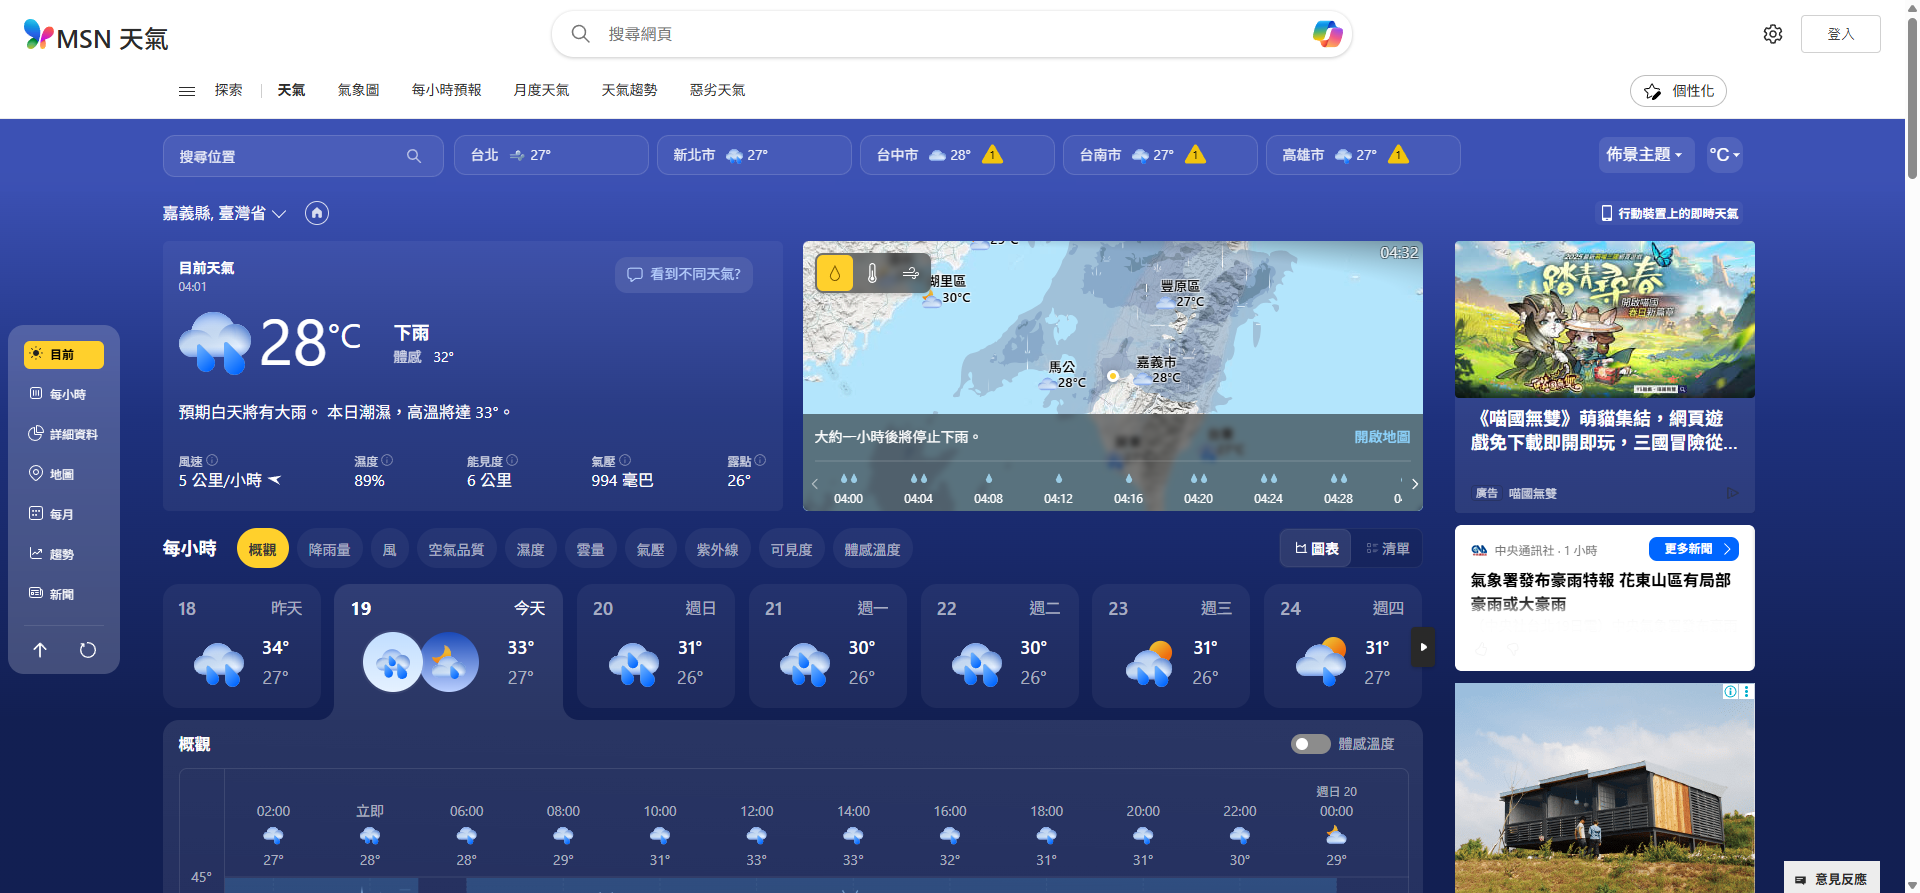 MSN 天氣
搜尋網頁
登入
探索
天氣
氣象圖
每小時預報
月度天氣
天氣趨勢
惡劣天氣
個性化
搜尋位置
台北 27°
新北市 27°
台中市 28° 1
台南市 27° 1
高雄市 27° 1
佈景主題
°C
嘉義縣, 臺灣省
行動裝置上的即時天氣
目前
每小時
詳細資料
地圖
每月
趨勢
新聞
目前天氣
04:01
看到不同天氣?
28°C
下雨
體感 32°
預期白天將有大雨。 本日潮濕，高溫將達 33°。
風速
5 公里/小時
濕度
89%
能見度
6 公里
氣壓
994 毫巴
露點
26°
04:32
湖里區
30°C
豐原區
27°C
馬公
28°C
嘉義市
28°C
大約一小時後將停止下雨。
開啟地圖
04:00 04:04 04:08 04:12 04:16 04:20 04:24 04:28
踏青尋春
開啟喵國
春日新篇章
《喵國無雙》萌貓集結，網頁遊
戲免下載即開即玩，三國冒險從...
廣告 喵國無雙
中央通訊社 · 1 小時
更多新聞
氣象署發布豪雨特報 花東山區有局部
豪雨或大豪雨
每小時
概觀
降雨量
風
空氣品質
濕度
雲量
氣壓
紫外線
可見度
體感溫度
圖表
清單
18 昨天
34°
27°
19 今天
33°
27°
20 週日
31°
26°
21 週一
30°
26°
22 週二
30°
26°
23 週三
31°
26°
24 週四
31°
27°
概觀
體感溫度
週日 20
02:00 立即 06:00 08:00 10:00 12:00 14:00 16:00 18:00 20:00 22:00 00:00
27° 28° 28° 29° 31° 33° 33° 32° 31° 31° 30° 29°
45°
意見反應